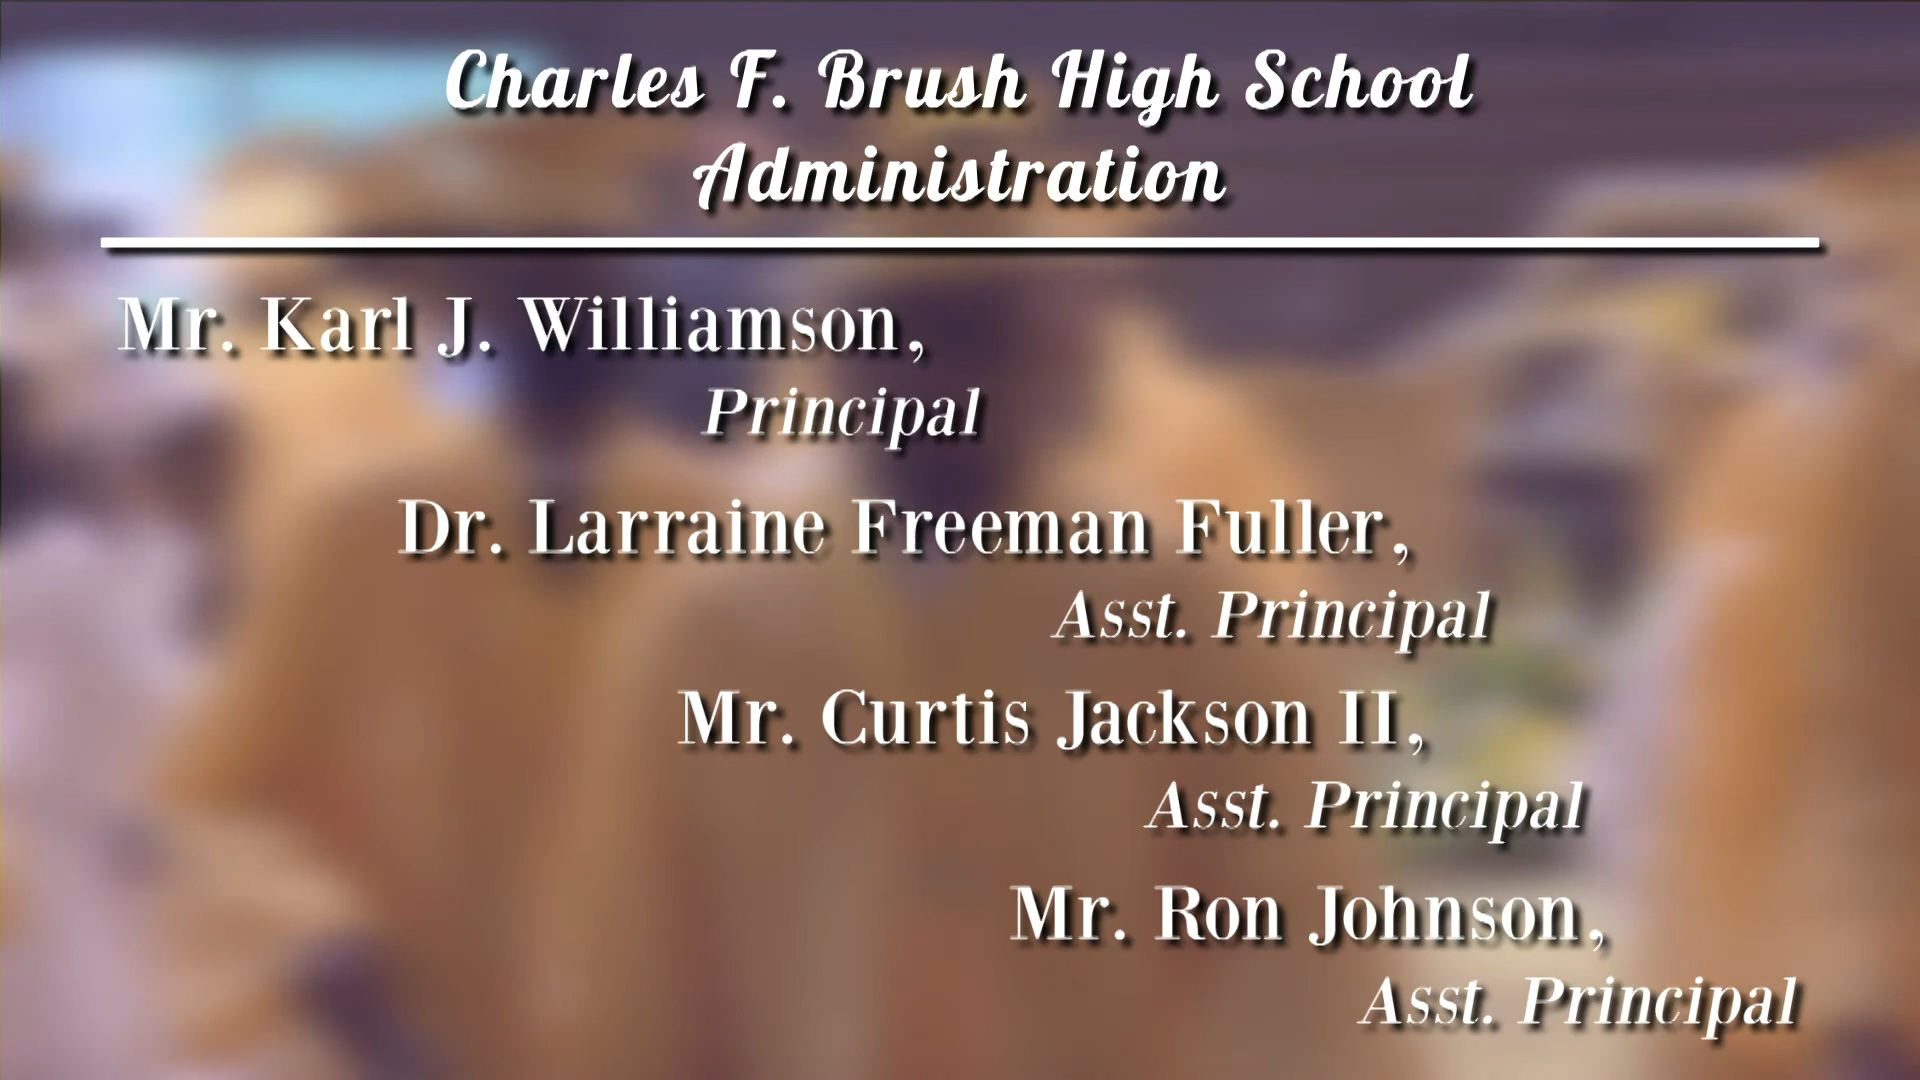 Charles F. Brush High School
Administration
Mr. Karl J. Williamson,
Principal
Dr. Larraine Freeman Fuller,
Asst. Principal
Mr. Curtis Jackson II,
Asst. Principal
Mr. Ron Johnson,
Asst. Principal